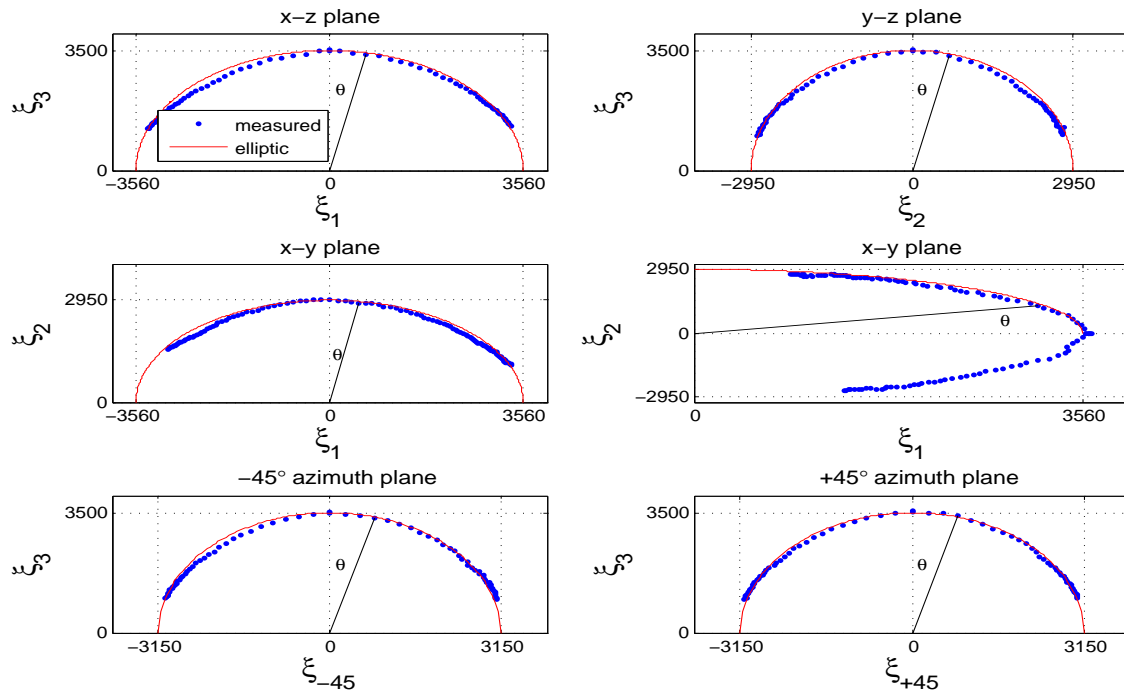 x−z plane
ξ3
3500
0
θ
measured
elliptic
−3560 0 3560
ξ1
y−z plane
ξ3
3500
0
θ
−2950 0 2950
ξ2
x−y plane
ξ2
2950
0
θ
−3560 0 3560
ξ1
x−y plane
ξ2
2950
0
−2950
θ
0 3560
ξ1
−45° azimuth plane
ξ3
3500
0
θ
−3150 0 3150
ξ−45
+45° azimuth plane
ξ3
3500
0
θ
−3150 0 3150
ξ+45